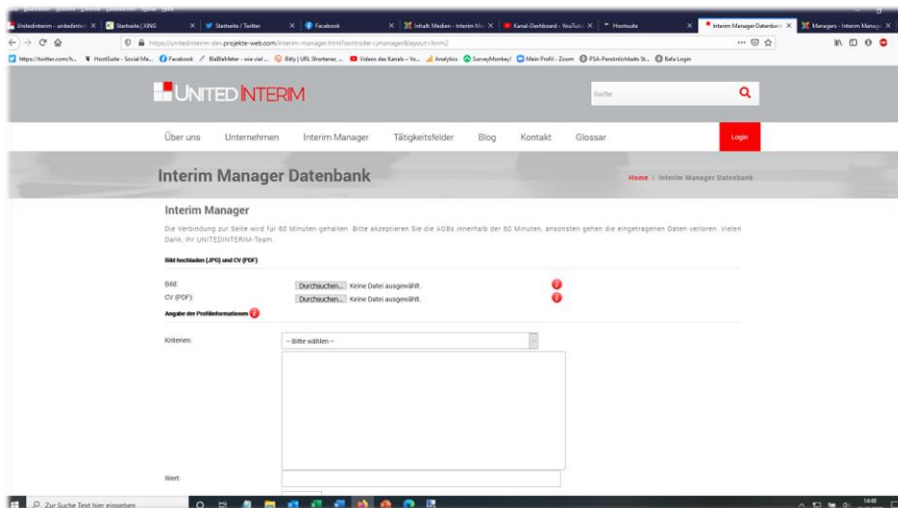 Unitedinterim - unitedinteri
Startseite | XING
Startseite / Twitter
Facebook
Inhalt: Medien - Interim Ma
Kanal-Dashboard - YouTube
Hootsuite
Interim Manager Datenbank
Managers - Interim Manage
https://unitedinterim-dev.projekte-web.com/interim-manager.html?controller=jmanager&layout=form2
https://twitter.com/h...
HootSuite - Social Me...
Facebook
BlaBlaMeter - wie viel ...
Bitly | URL Shortener, ...
Videos des Kanals - Yo...
Analytics
SurveyMonkey!
Mein Profil - Zoom
PSA-Persönlichkeits St...
Bafa Login
UNITEDINTERIM
Suche
Über uns
Unternehmen
Interim Manager
Tätigkeitsfelder
Blog
Kontakt
Glossar
Login
Interim Manager Datenbank
Home | Interim Manager Datenbank
Interim Manager
Die Verbindung zur Seite wird für 60 Minuten gehalten. Bitte akzeptieren Sie die AGBs innerhalb der 60 Minuten, ansonsten gehen die eingetragenen Daten verloren. Vielen
Dank, Ihr UNITEDINTERIM-Team.
Bild hochladen (JPG) und CV (PDF)
Bild: Durchsuchen... Keine Datei ausgewählt.
CV (PDF): Durchsuchen... Keine Datei ausgewählt.
Angabe der Profilinformationen
Kriterien: -- Bitte wählen --
Wert:
Zur Suche Text hier eingeben
14:48